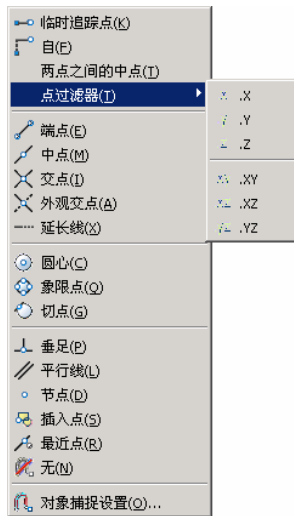 临时追踪点(K)
自(F)
两点之间的中点(T)
点过滤器(T)
.X
.Y
.Z
.XY
.XZ
.YZ
端点(E)
中点(M)
交点(I)
外观交点(A)
延长线(X)
圆心(C)
象限点(Q)
切点(G)
垂足(P)
平行线(L)
节点(D)
插入点(S)
最近点(R)
无(N)
对象捕捉设置(O)...